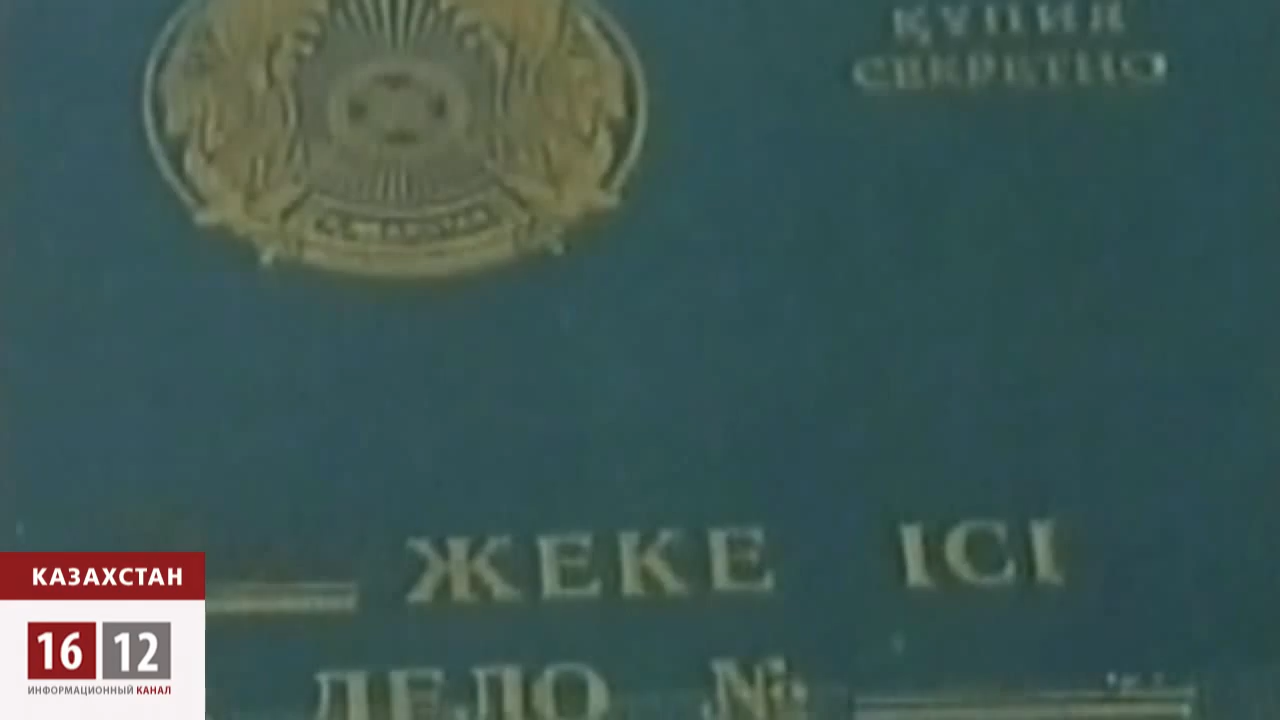 ҚҰПИЯ
СЕКРЕТНО
ЖЕКЕ ІСІ
ДЕЛО №
КАЗАХСТАН
16 12
ИНФОРМАЦИОННЫЙ КАНАЛ